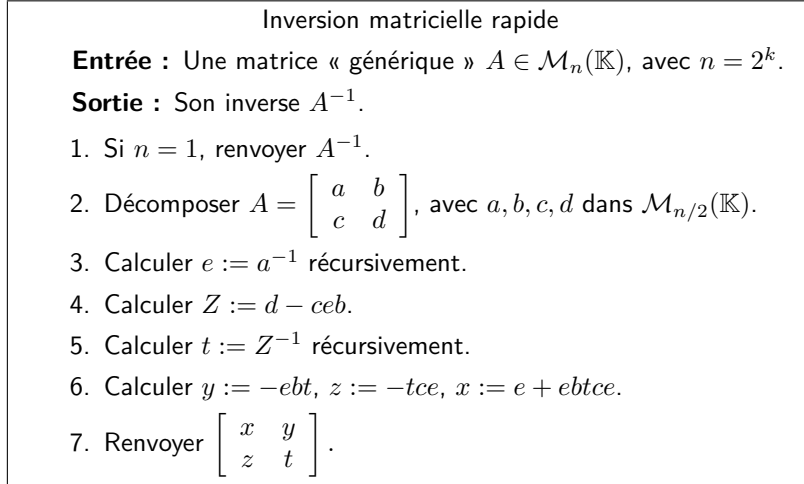 Inversion matricielle rapide
Entrée : Une matrice « générique » A ∈ ℳₙ(𝕂), avec n = 2ᵏ.
Sortie : Son inverse A⁻¹.
1. Si n = 1, renvoyer A⁻¹.
2. Décomposer A = [ a b ; c d ], avec a, b, c, d dans ℳₙ/₂(𝕂).
3. Calculer e := a⁻¹ récursivement.
4. Calculer Z := d − ceb.
5. Calculer t := Z⁻¹ récursivement.
6. Calculer y := −ebt, z := −tce, x := e + ebtce.
7. Renvoyer [ x y ; z t ].